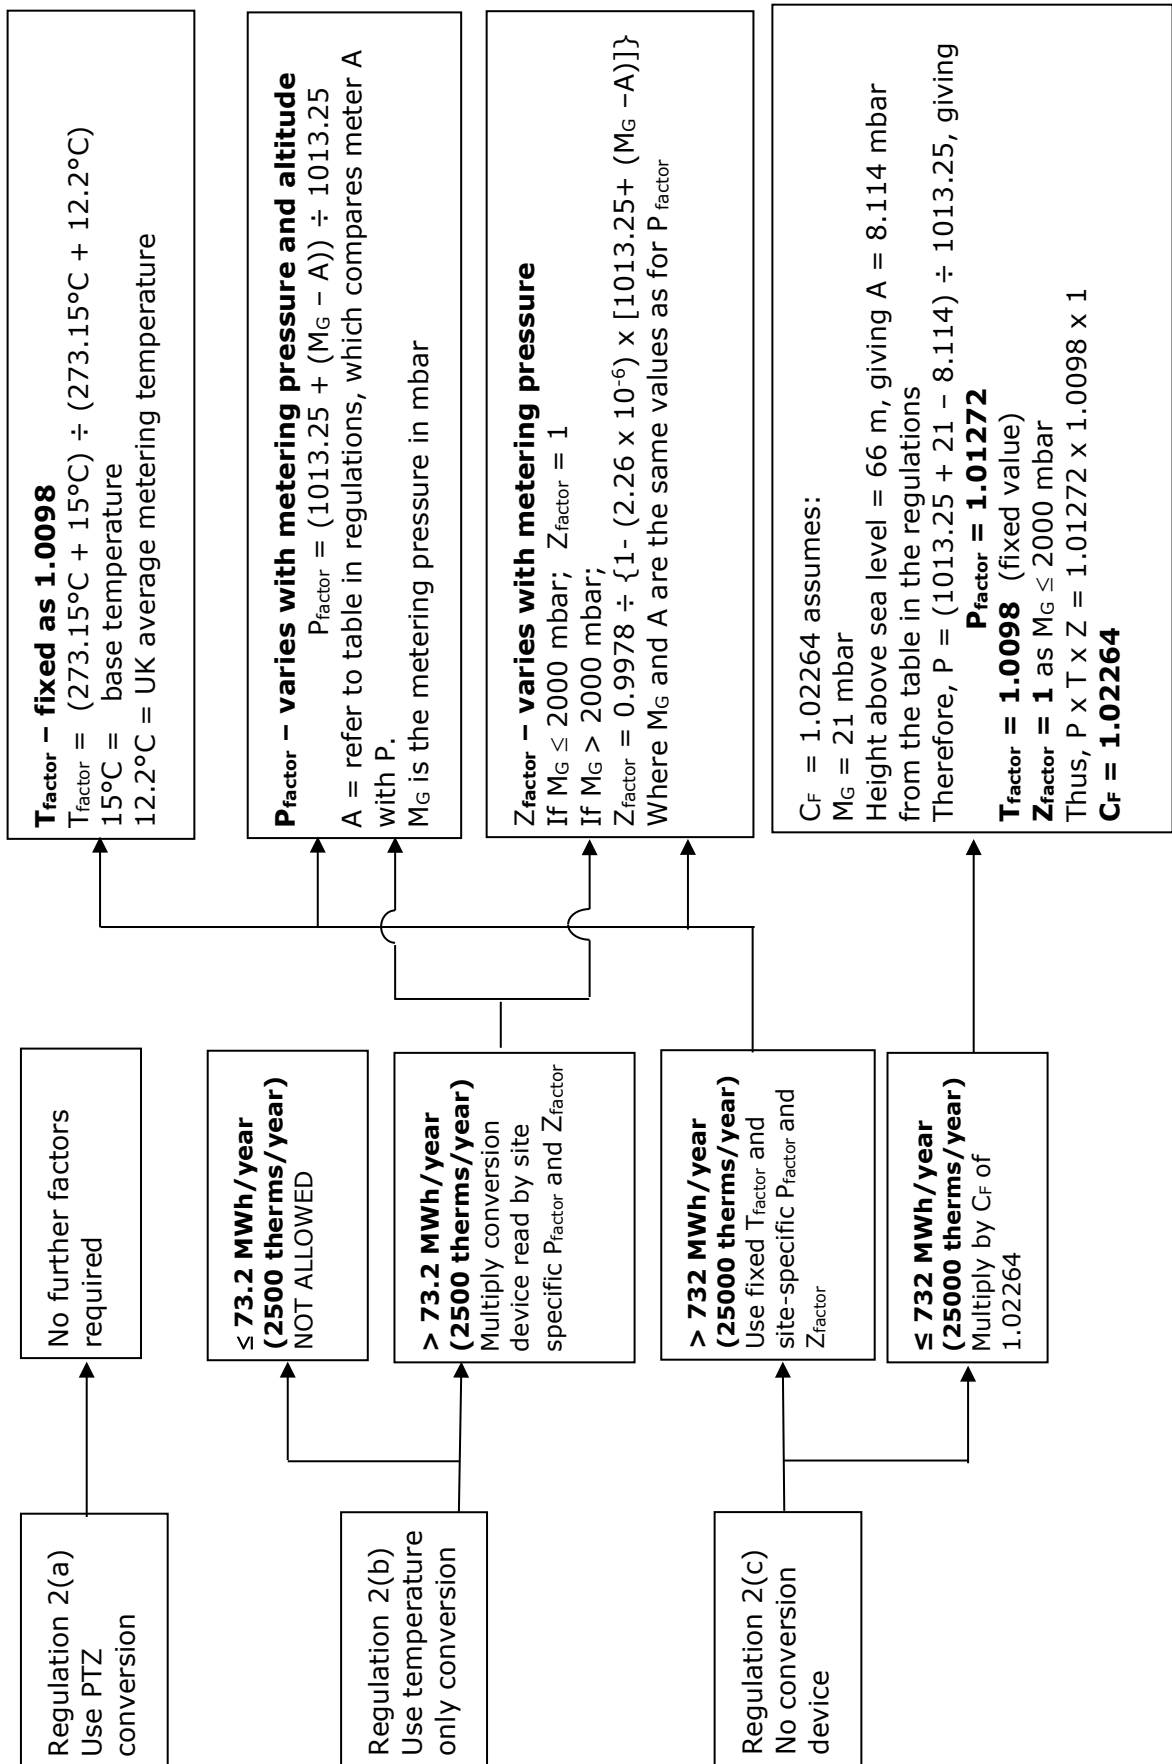 Regulation 2(a)
Use PTZ
conversion
No further factors
required
Regulation 2(b)
Use temperature
only conversion
≤ 73.2 MWh/year
(2500 therms/year)
NOT ALLOWED
> 73.2 MWh/year
(2500 therms/year)
Multiply conversion
device read by site
specific Pfactor and Zfactor
Regulation 2(c)
No conversion
device
> 732 MWh/year
(25000 therms/year)
Use fixed Tfactor and
site-specific Pfactor and
Zfactor
≤ 732 MWh/year
(25000 therms/year)
Multiply by CF of
1.02264
Tfactor – fixed as 1.0098
Tfactor = (273.15°C + 15°C) ÷ (273.15°C + 12.2°C)
15°C = base temperature
12.2°C = UK average metering temperature
Pfactor – varies with metering pressure and altitude
Pfactor = (1013.25 + (MG – A)) ÷ 1013.25
A = refer to table in regulations, which compares meter A
with P.
MG is the metering pressure in mbar
Zfactor – varies with metering pressure
If MG ≤ 2000 mbar; Zfactor = 1
If MG > 2000 mbar;
Zfactor = 0.9978 ÷ {1- (2.26 x 10-6) x [1013.25+ (MG –A)]}
Where MG and A are the same values as for Pfactor
CF = 1.02264 assumes:
MG = 21 mbar
Height above sea level = 66 m, giving A = 8.114 mbar
from the table in the regulations
Therefore, P = (1013.25 + 21 – 8.114) ÷ 1013.25, giving
Pfactor = 1.01272
Tfactor = 1.0098 (fixed value)
Zfactor = 1 as MG ≤ 2000 mbar
Thus, P x T x Z = 1.01272 x 1.0098 x 1
CF = 1.02264